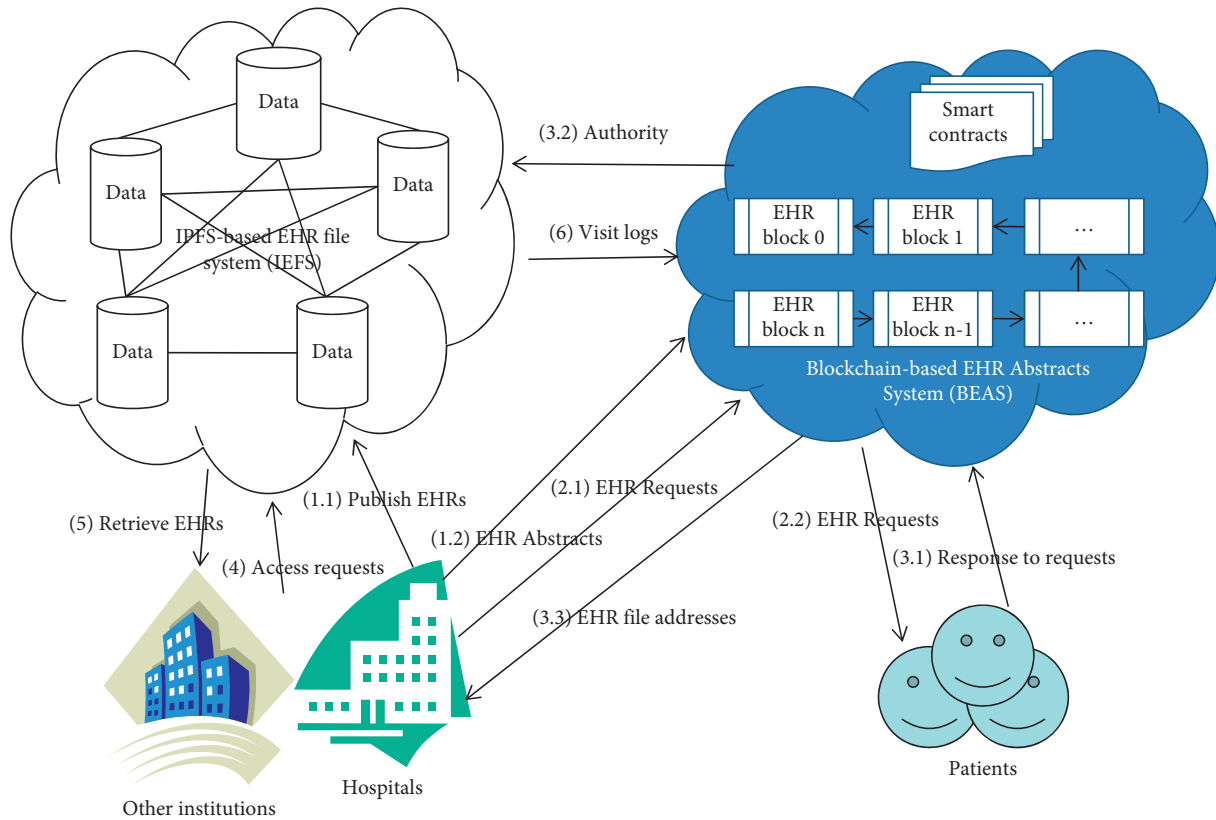 Data
Data
Data
IPFS-based EHR file
system (IEFS)
Data
Data
(3.2) Authority
(6) Visit logs
Smart
contracts
EHR
block 0
EHR
block 1
...
EHR
block n
EHR
block n-1
...
Blockchain-based EHR Abstracts
System (BEAS)
(1.1) Publish EHRs
(2.1) EHR Requests
(5) Retrieve EHRs
(1.2) EHR Abstracts
(2.2) EHR Requests
(3.1) Response to requests
(4) Access requests
(3.3) EHR file addresses
Patients
Hospitals
Other institutions